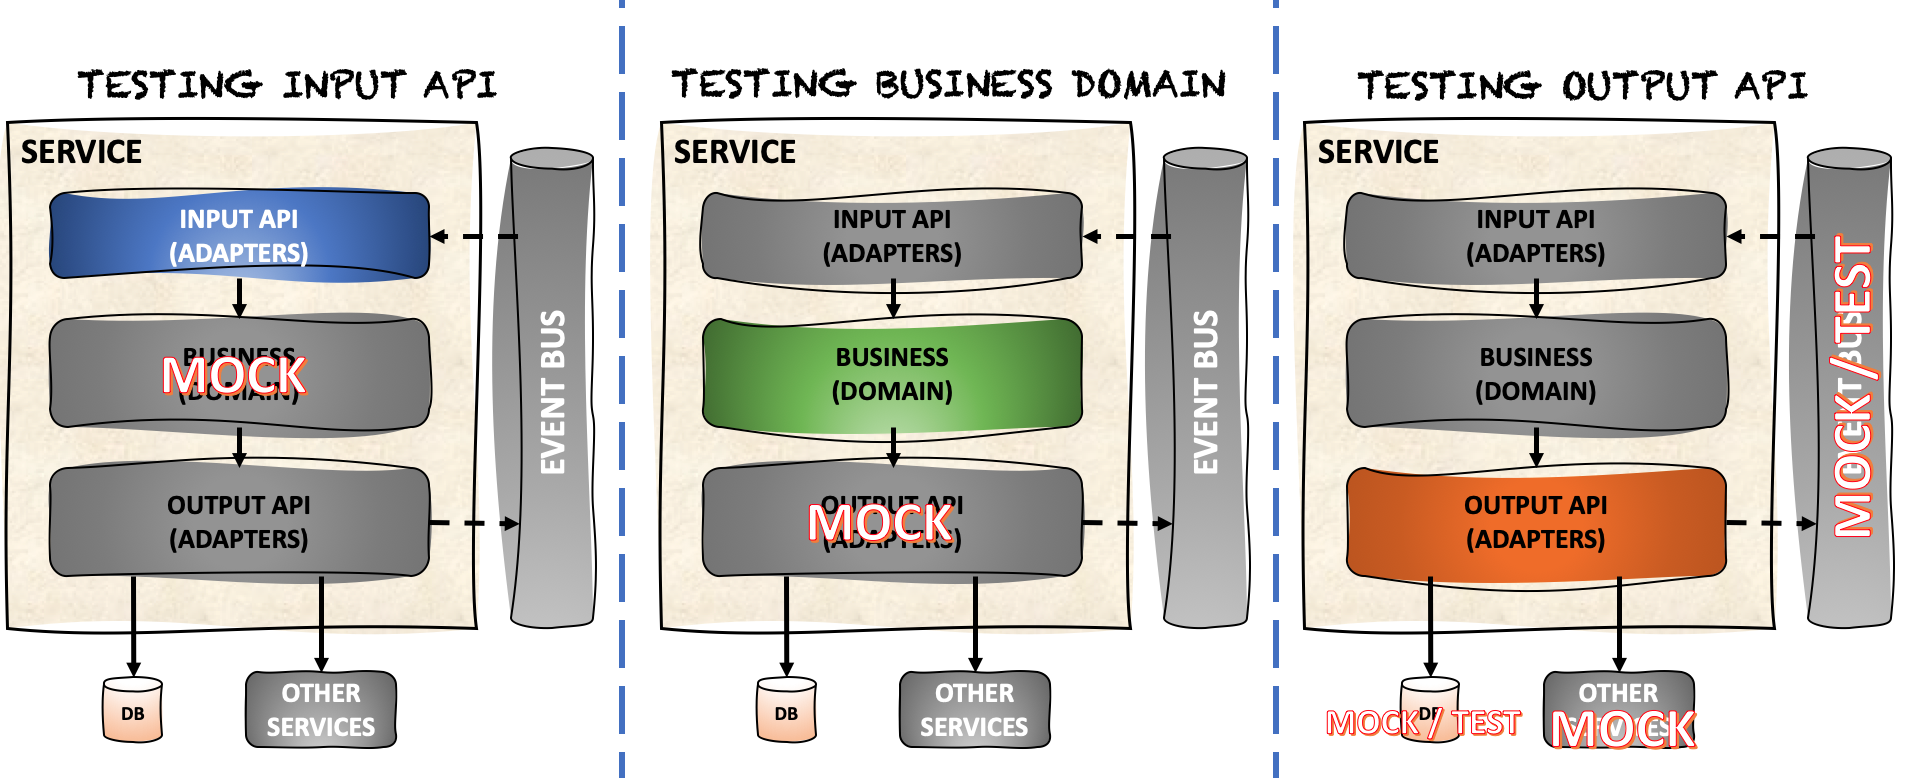 TESTING INPUT API
SERVICE
INPUT API
(ADAPTERS)
BUSINESS
(DOMAIN)
MOCK
OUTPUT API
(ADAPTERS)
EVENT BUS
DB
OTHER
SERVICES
TESTING BUSINESS DOMAIN
SERVICE
INPUT API
(ADAPTERS)
BUSINESS
(DOMAIN)
OUTPUT API
(ADAPTERS)
MOCK
EVENT BUS
DB
OTHER
SERVICES
TESTING OUTPUT API
SERVICE
INPUT API
(ADAPTERS)
BUSINESS
(DOMAIN)
OUTPUT API
(ADAPTERS)
EVENT BUS
MOCK / TEST
DB
MOCK / TEST
OTHER
SERVICES
MOCK